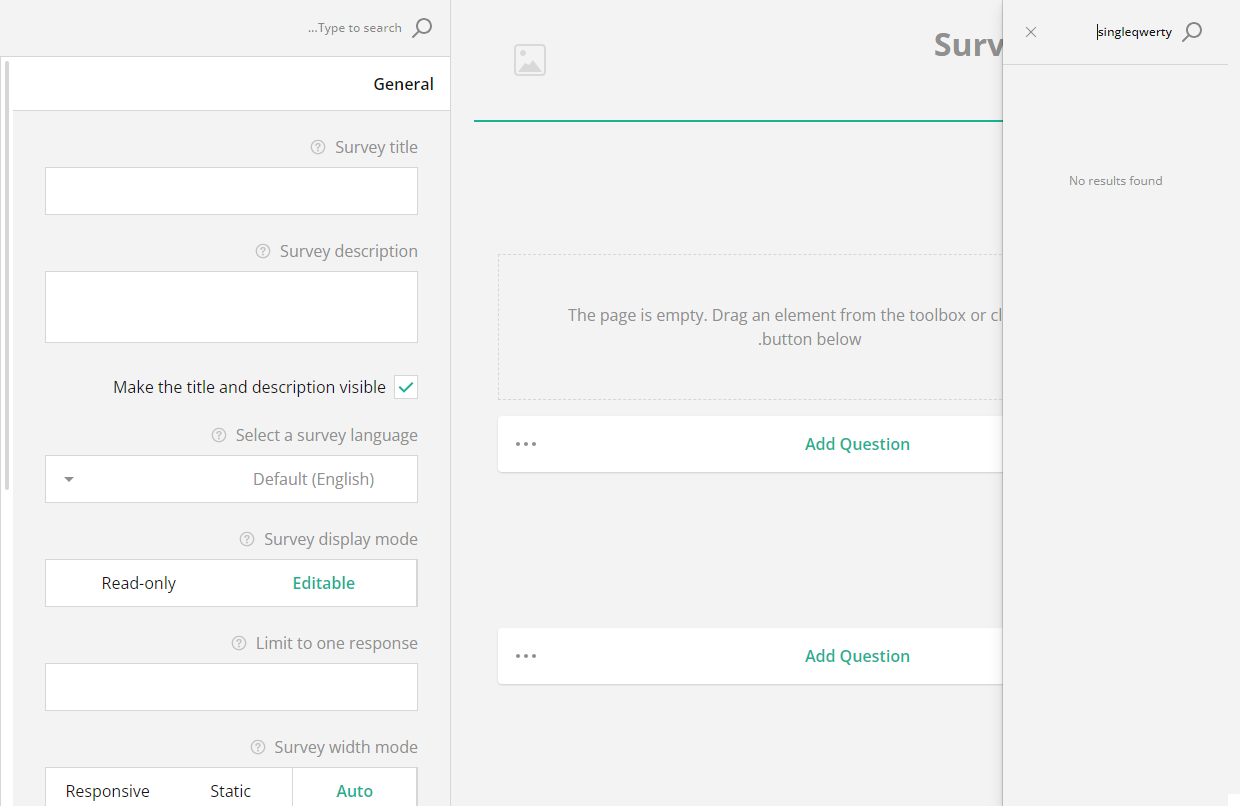 ...Type to search
General
Survey title
Survey description
Make the title and description visible
Select a survey language
Default (English)
Survey display mode
Read-only
Editable
Limit to one response
Survey width mode
Responsive
Static
Auto
Surv
The page is empty. Drag an element from the toolbox or cl
.button below
Add Question
Add Question
singleqwerty
No results found